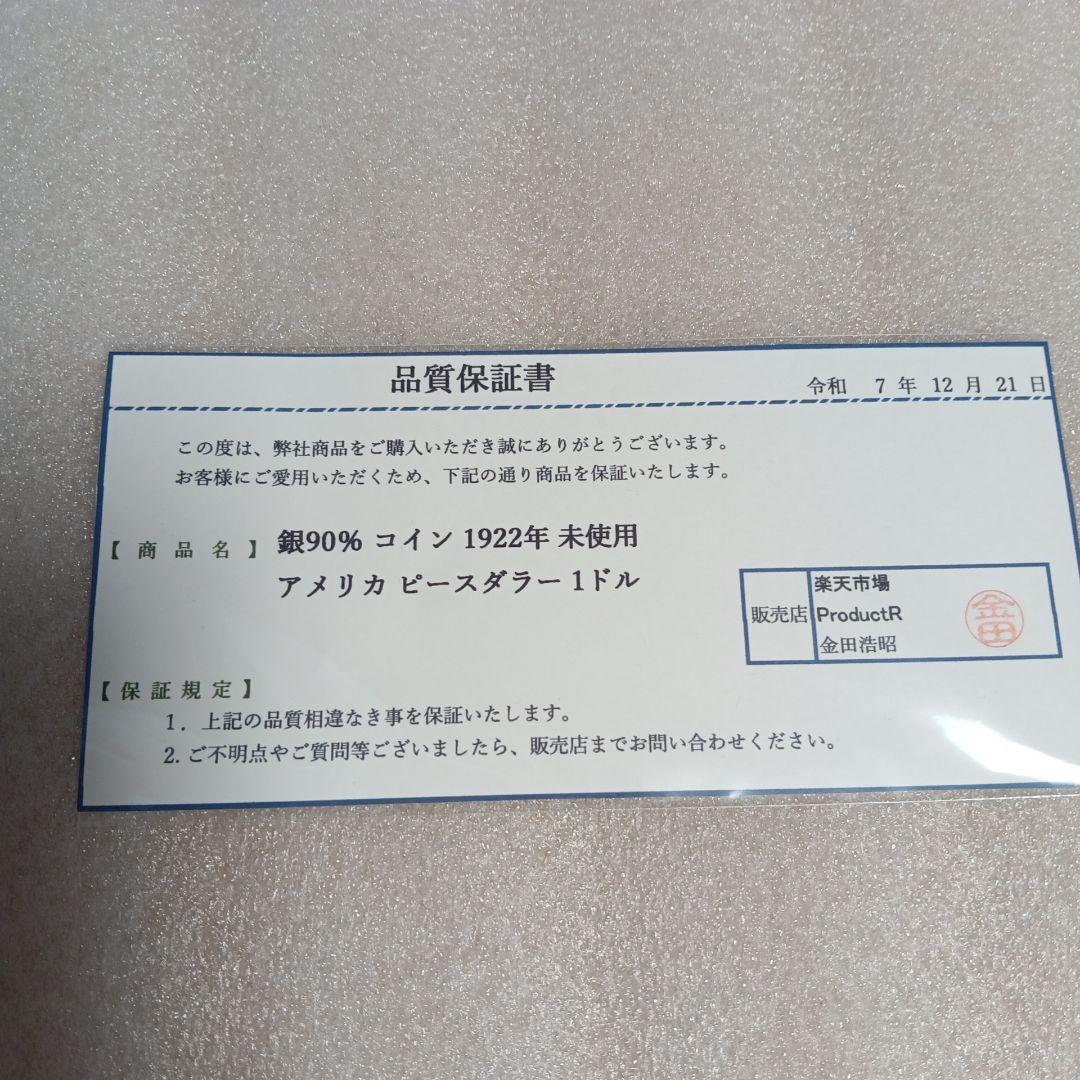 品質保証書
令和 7 年 12 月 21 日
この度は、弊社商品をご購入いただき誠にありがとうございます。
お客様にご愛用いただくため、下記の通り商品を保証いたします。
【 商 品 名 】 銀90% コイン 1922年 未使用
アメリカ ピースダラー 1ドル
販売店
楽天市場
ProductR
金田浩昭
金田
【 保 証 規 定 】
1. 上記の品質相違なき事を保証いたします。
2. ご不明点やご質問等ございましたら、販売店までお問い合わせください。